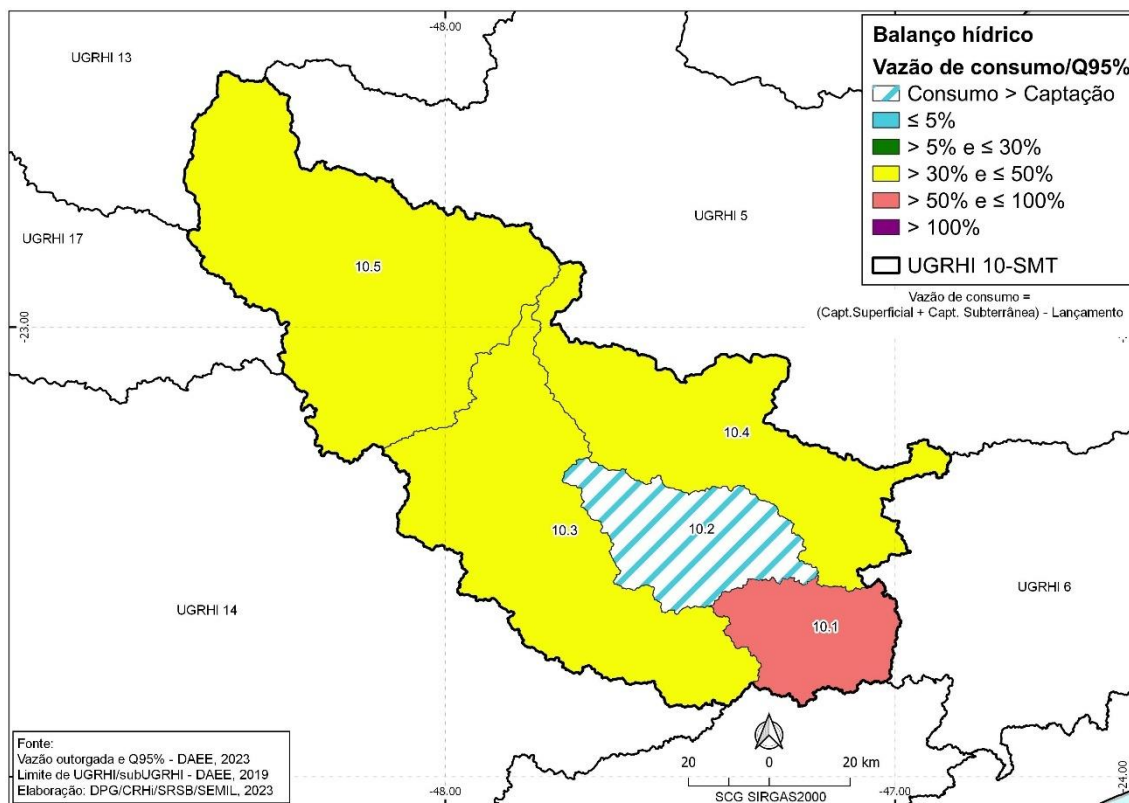 -48.00
UGRHI 13
Balanço hídrico
Vazão de consumo/Q95%
Consumo > Captação
≤ 5%
> 5% e ≤ 30%
> 30% e ≤ 50%
> 50% e ≤ 100%
> 100%
UGRHI 10-SMT
Vazão de consumo =
(Capt.Superficial + Capt. Subterrânea) - Lançamento
UGRHI 5
UGRHI 17
10.5
-23.00
10.4
10.3
10.2
UGRHI 6
UGRHI 14
10.1
Fonte:
Vazão outorgada e Q95% - DAEE, 2023
Limite de UGRHI/subUGRHI - DAEE, 2019
Elaboração: DPG/CRHi/SRSB/SEMIL, 2023
20 0 20 km
SCG SIRGAS2000
-48.00
-47.00
-24.00